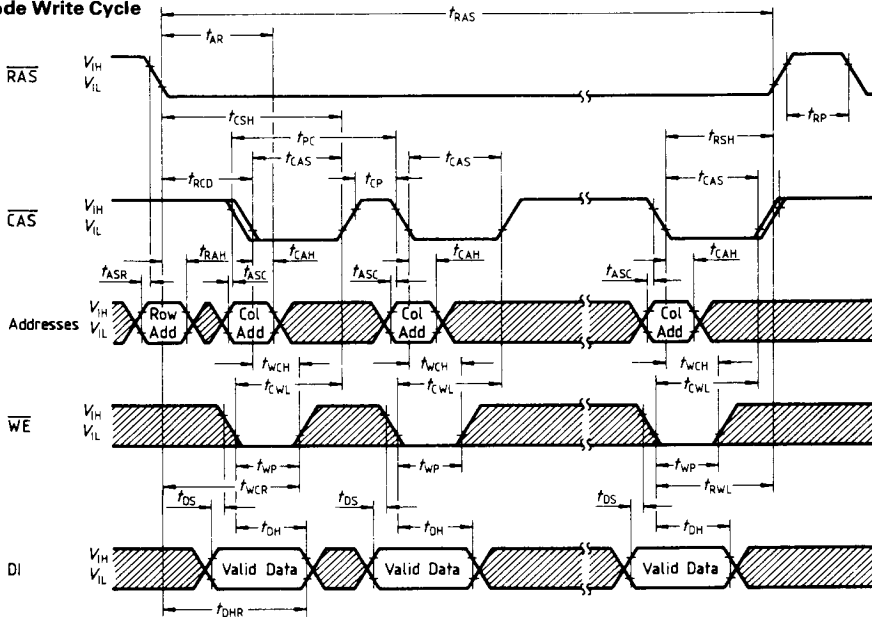 ode Write Cycle
tRAS
tAR
RAS
VIH
VIL
tRP
tCSH
tPC
tRSH
tCAS
tCAS
tRCD
tCP
tCAS
CAS
VIH
VIL
tRAH
tCAH
tCAH
tCAH
tASR
tASC
tASC
tASC
Addresses
VIH
VIL
Row
Add
Col
Add
Col
Add
Col
Add
tWCH
tWCH
tWCH
tCWL
tCWL
tCWL
WE
VIH
VIL
tWP
tWP
tWP
tWCR
tRWL
tDS
tDS
tDS
tDH
tDH
tDH
DI
VIH
VIL
Valid Data
Valid Data
Valid Data
tDHR